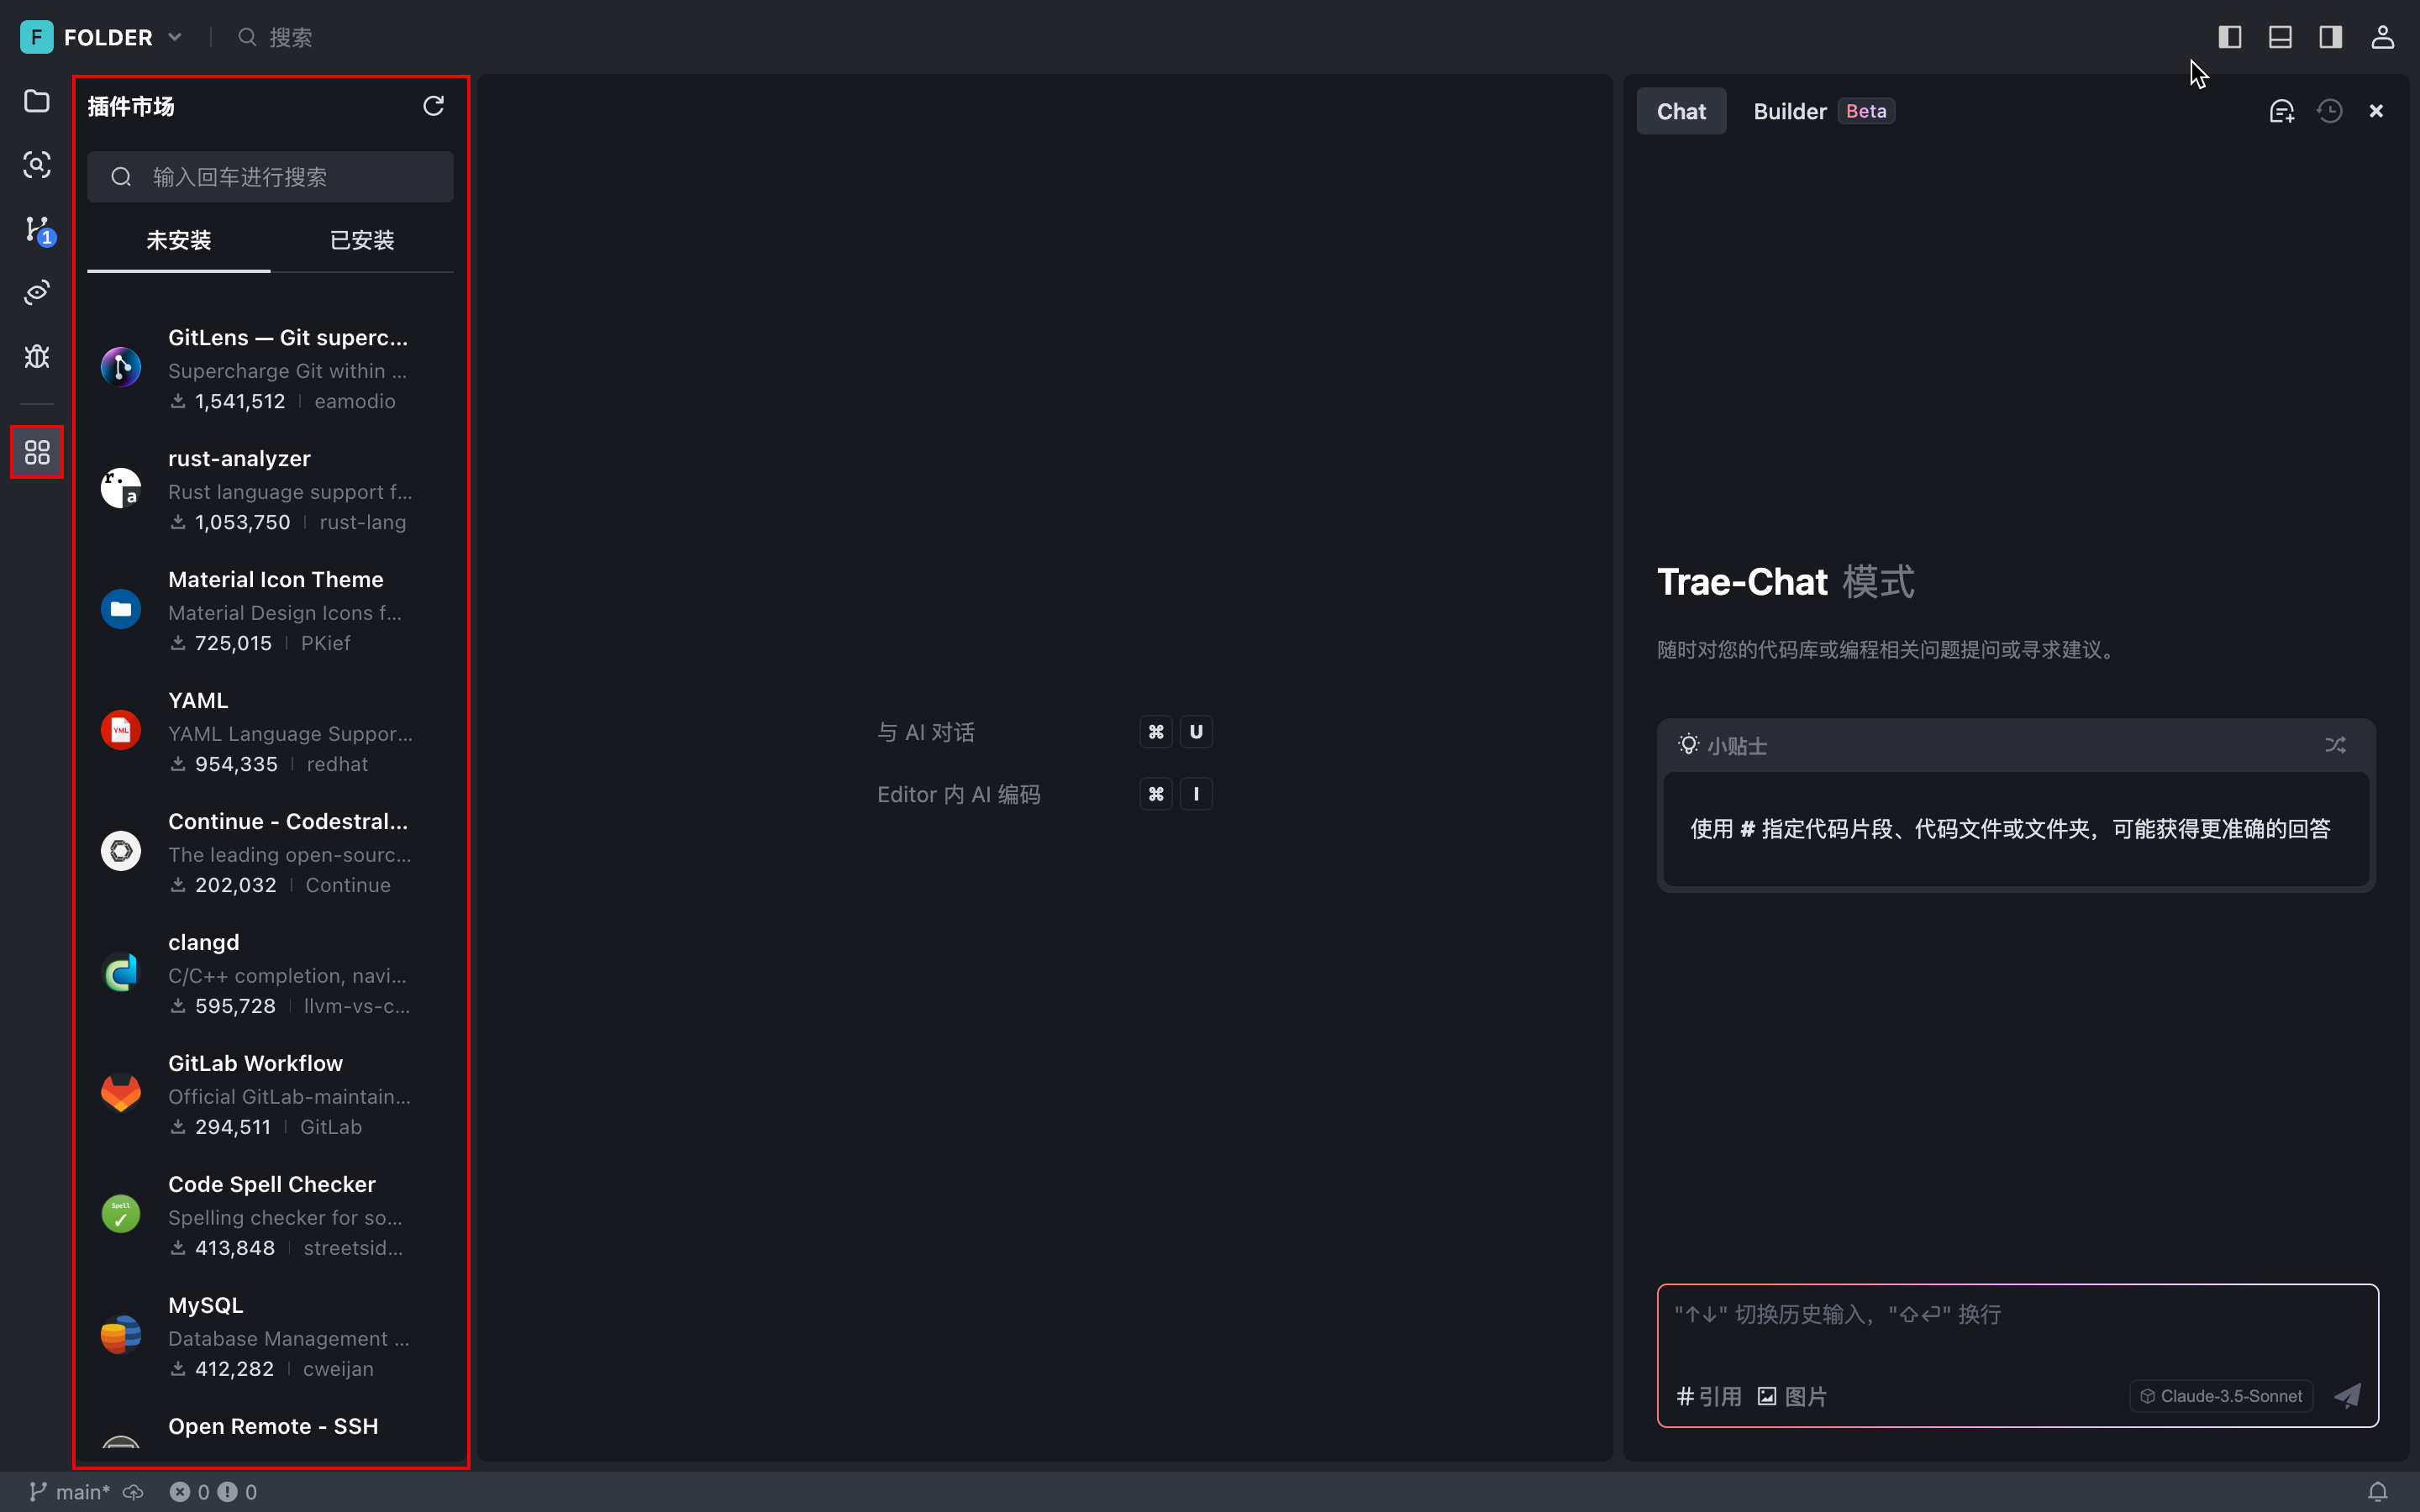 F FOLDER 搜索
插件市场
输入回车进行搜索
未安装 已安装
GitLens — Git superc...
Supercharge Git within ...
1,541,512 eamodio
rust-analyzer
Rust language support f...
1,053,750 rust-lang
Material Icon Theme
Material Design Icons f...
725,015 PKief
YAML
YAML Language Suppor...
954,335 redhat
Continue - Codestral...
The leading open-sourc...
202,032 Continue
clangd
C/C++ completion, navi...
595,728 llvm-vs-c...
GitLab Workflow
Official GitLab-maintain...
294,511 GitLab
Code Spell Checker
Spelling checker for so...
413,848 streetsid...
MySQL
Database Management ...
412,282 cweijan
Open Remote - SSH
1
r
a
YML
Spell
与 AI 对话 ⌘ U
Editor 内 AI 编码 ⌘ I
Chat Builder Beta
Trae-Chat 模式
随时对您的代码库或编程相关问题提问或寻求建议。
小贴士
使用 # 指定代码片段、代码文件或文件夹，可能获得更准确的回答
"↑↓" 切换历史输入，"⇧⏎" 换行
#引用 图片 Claude-3.5-Sonnet
main* 0 0